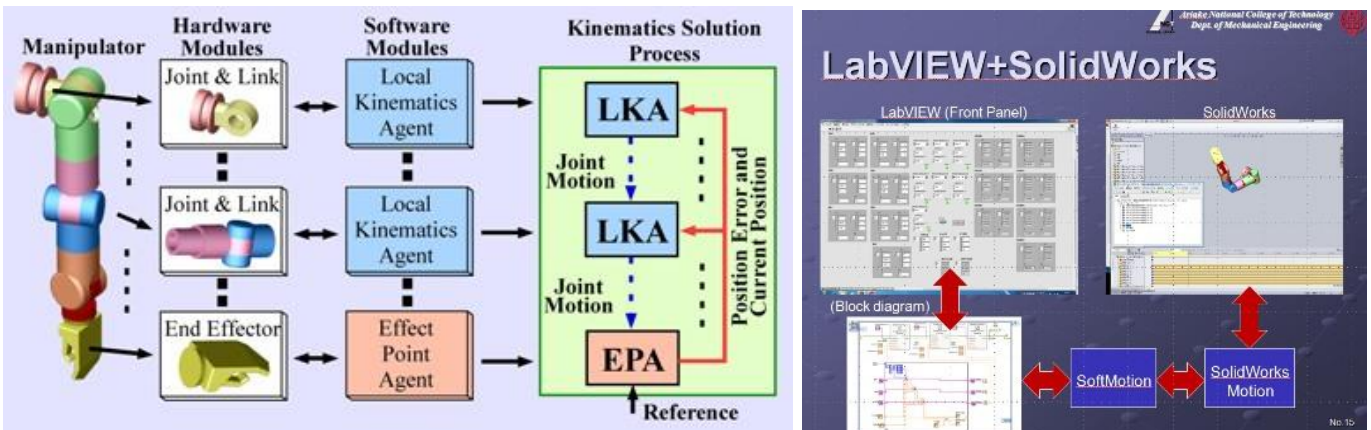 Manipulator
Hardware
Modules
Software
Modules
Kinematics Solution
Process
Joint & Link
Local
Kinematics
Agent
LKA
Joint
Motion
Joint & Link
Local
Kinematics
Agent
LKA
Joint
Motion
Position Error and
Current Position
End Effector
Effect
Point
Agent
EPA
Reference
Ariake National College of Technology
Dept. of Mechanical Engineering
LabVIEW+SolidWorks
LabVIEW (Front Panel)
SolidWorks
(Block diagram)
SoftMotion
SolidWorks
Motion
No.15